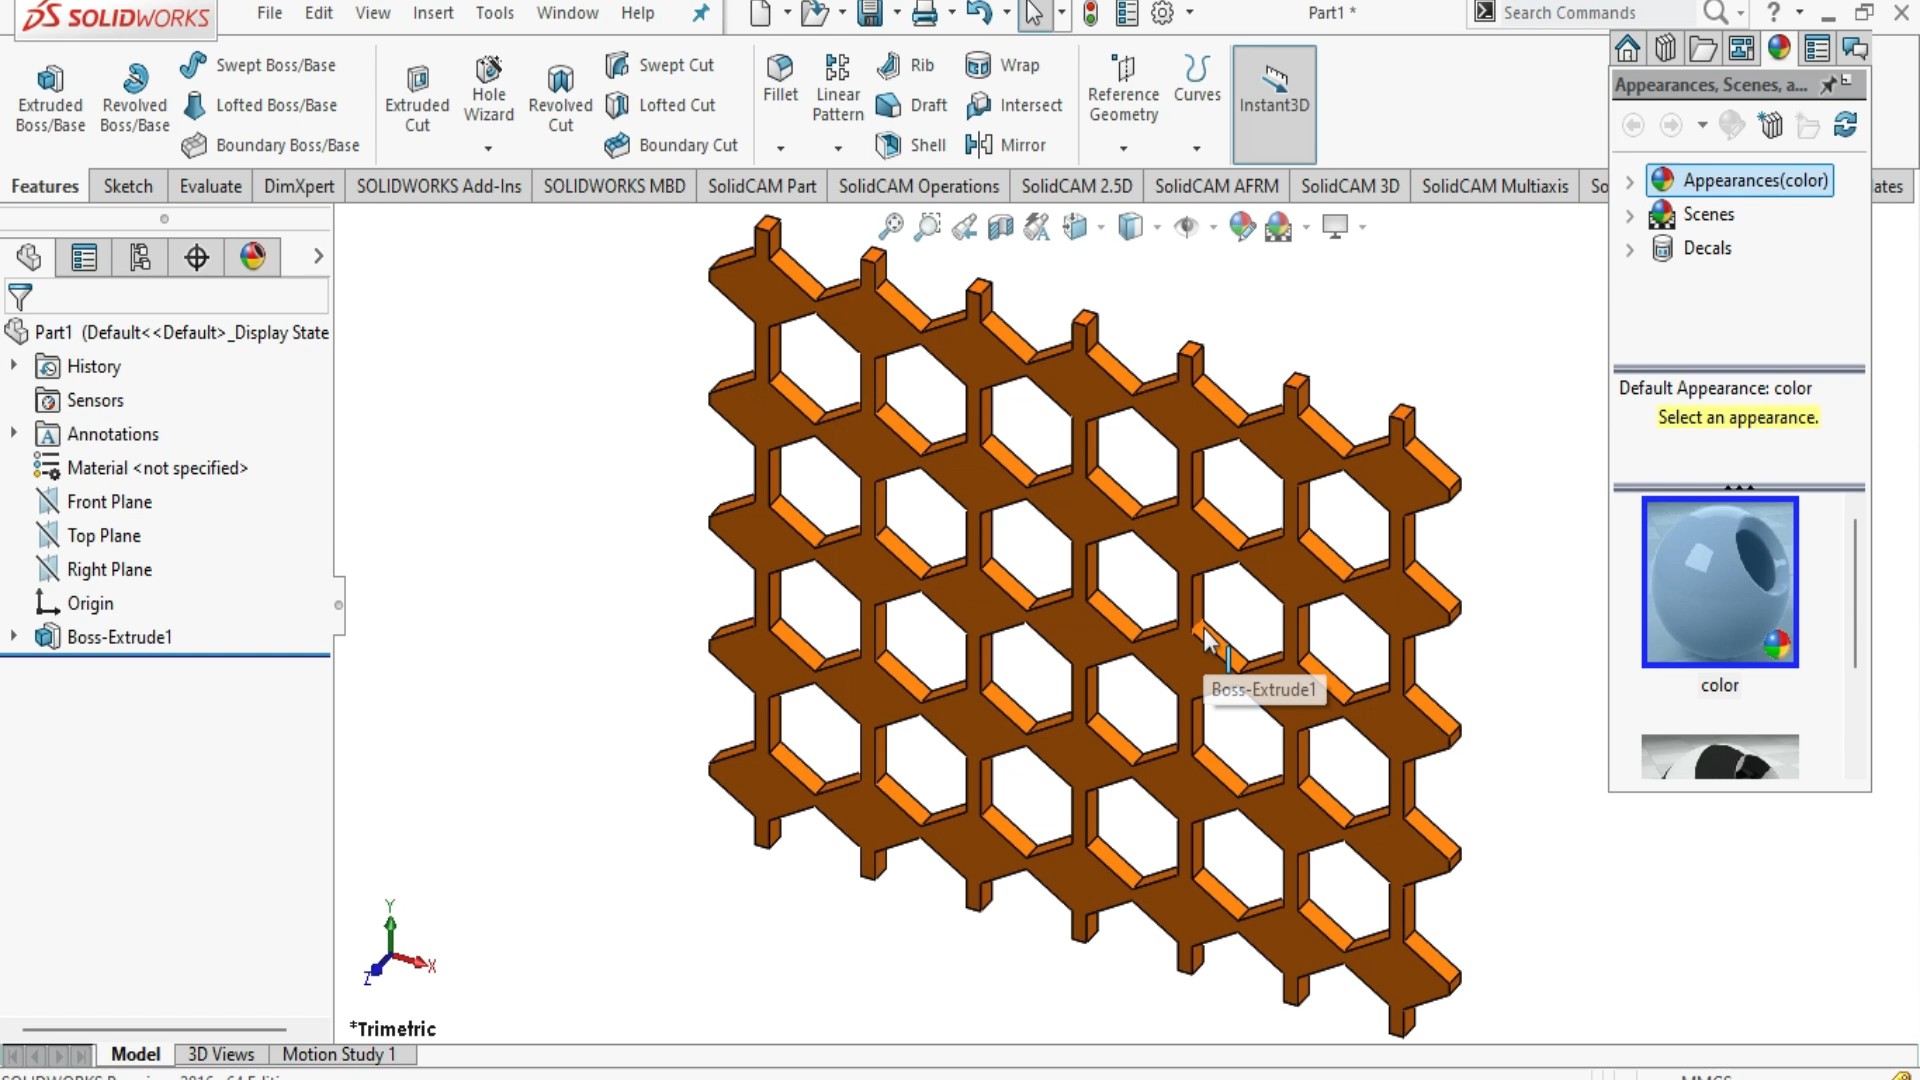 SOLIDWORKS File Edit View Insert Tools Window Help Part1 * Search Commands ?
Extruded Boss/Base
Revolved Boss/Base
Swept Boss/Base
Lofted Boss/Base
Boundary Boss/Base
Extruded Cut
Hole Wizard
Revolved Cut
Swept Cut
Lofted Cut
Boundary Cut
Fillet
Linear Pattern
Rib
Draft
Shell
Wrap
Intersect
Mirror
Reference Geometry
Curves
Instant3D
Features Sketch Evaluate DimXpert SOLIDWORKS Add-Ins SOLIDWORKS MBD SolidCAM Part SolidCAM Operations SolidCAM 2.5D SolidCAM AFRM SolidCAM 3D SolidCAM Multiaxis So ates
Part1 (Default<<Default>_Display State
History
Sensors
Annotations
Material <not specified>
Front Plane
Top Plane
Right Plane
Origin
Boss-Extrude1
Boss-Extrude1
Y
X
Z
*Trimetric
Appearances, Scenes, a...
Appearances(color)
Scenes
Decals
Default Appearance: color
Select an appearance.
color
Model 3D Views Motion Study 1